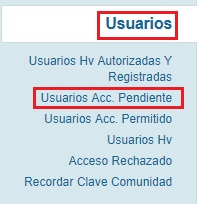 Usuarios
Usuarios Hv Autorizadas Y
Registradas
Usuarios Acc. Pendiente
Usuarios Acc. Permitido
Usuarios Hv
Acceso Rechazado
Recordar Clave Comunidad